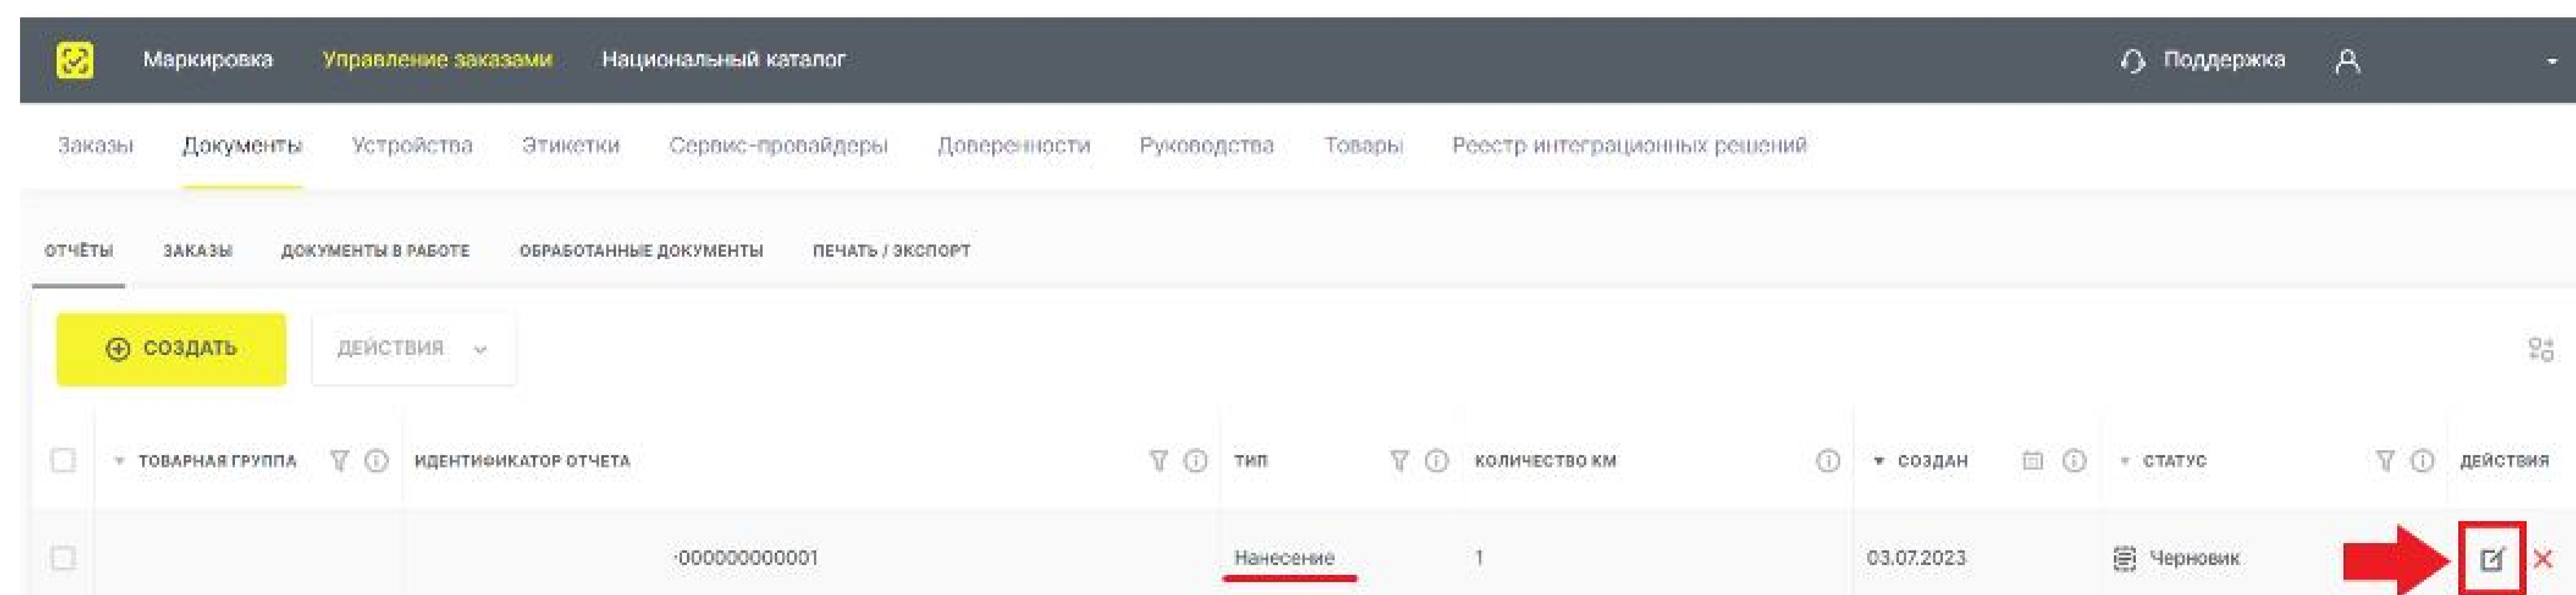 Маркировка Управление заказами Национальный каталог Поддержка
Заказы Документы Устройства Этикетки Сервис-провайдеры Доверенности Руководства Товары Реестр интеграционных решений
ОТЧЁТЫ ЗАКАЗЫ ДОКУМЕНТЫ В РАБОТЕ ОБРАБОТАННЫЕ ДОКУМЕНТЫ ПЕЧАТЬ / ЭКСПОРТ
СОЗДАТЬ ДЕЙСТВИЯ
ТОВАРНАЯ ГРУППА ИДЕНТИФИКАТОР ОТЧЕТА ТИП КОЛИЧЕСТВО КМ СОЗДАН СТАТУС ДЕЙСТВИЯ
-000000000001 Нанесение 1 03.07.2023 Черновик